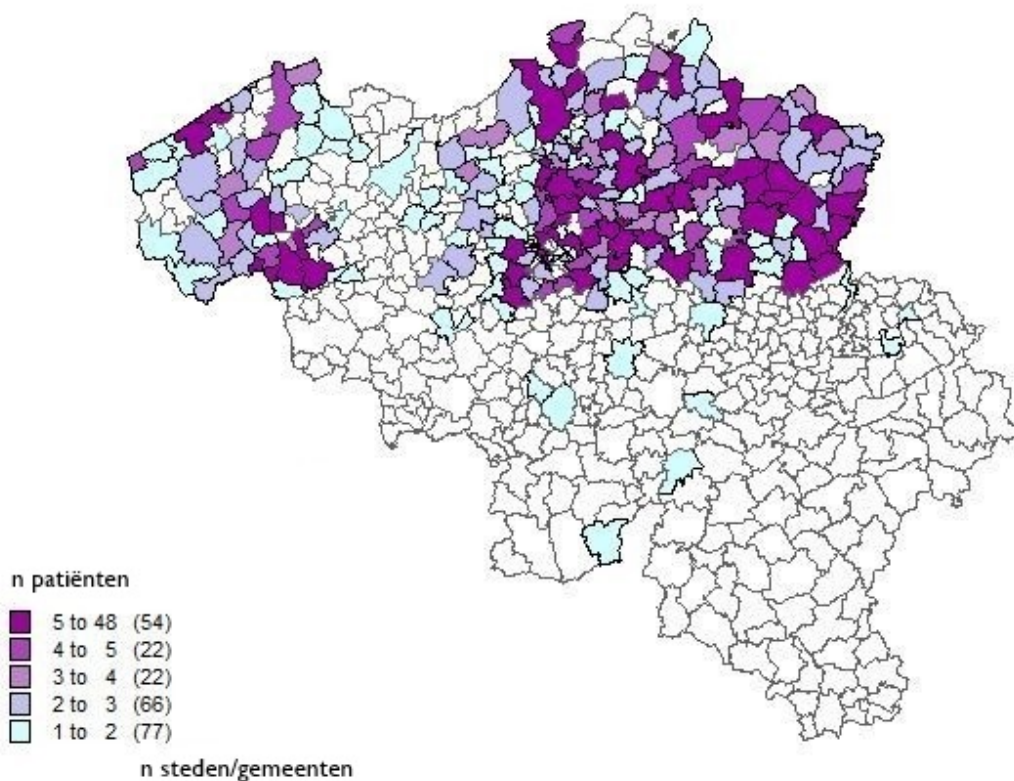 n patiënten
5 to 48 (54)
4 to 5 (22)
3 to 4 (22)
2 to 3 (66)
1 to 2 (77)
n steden/gemeenten